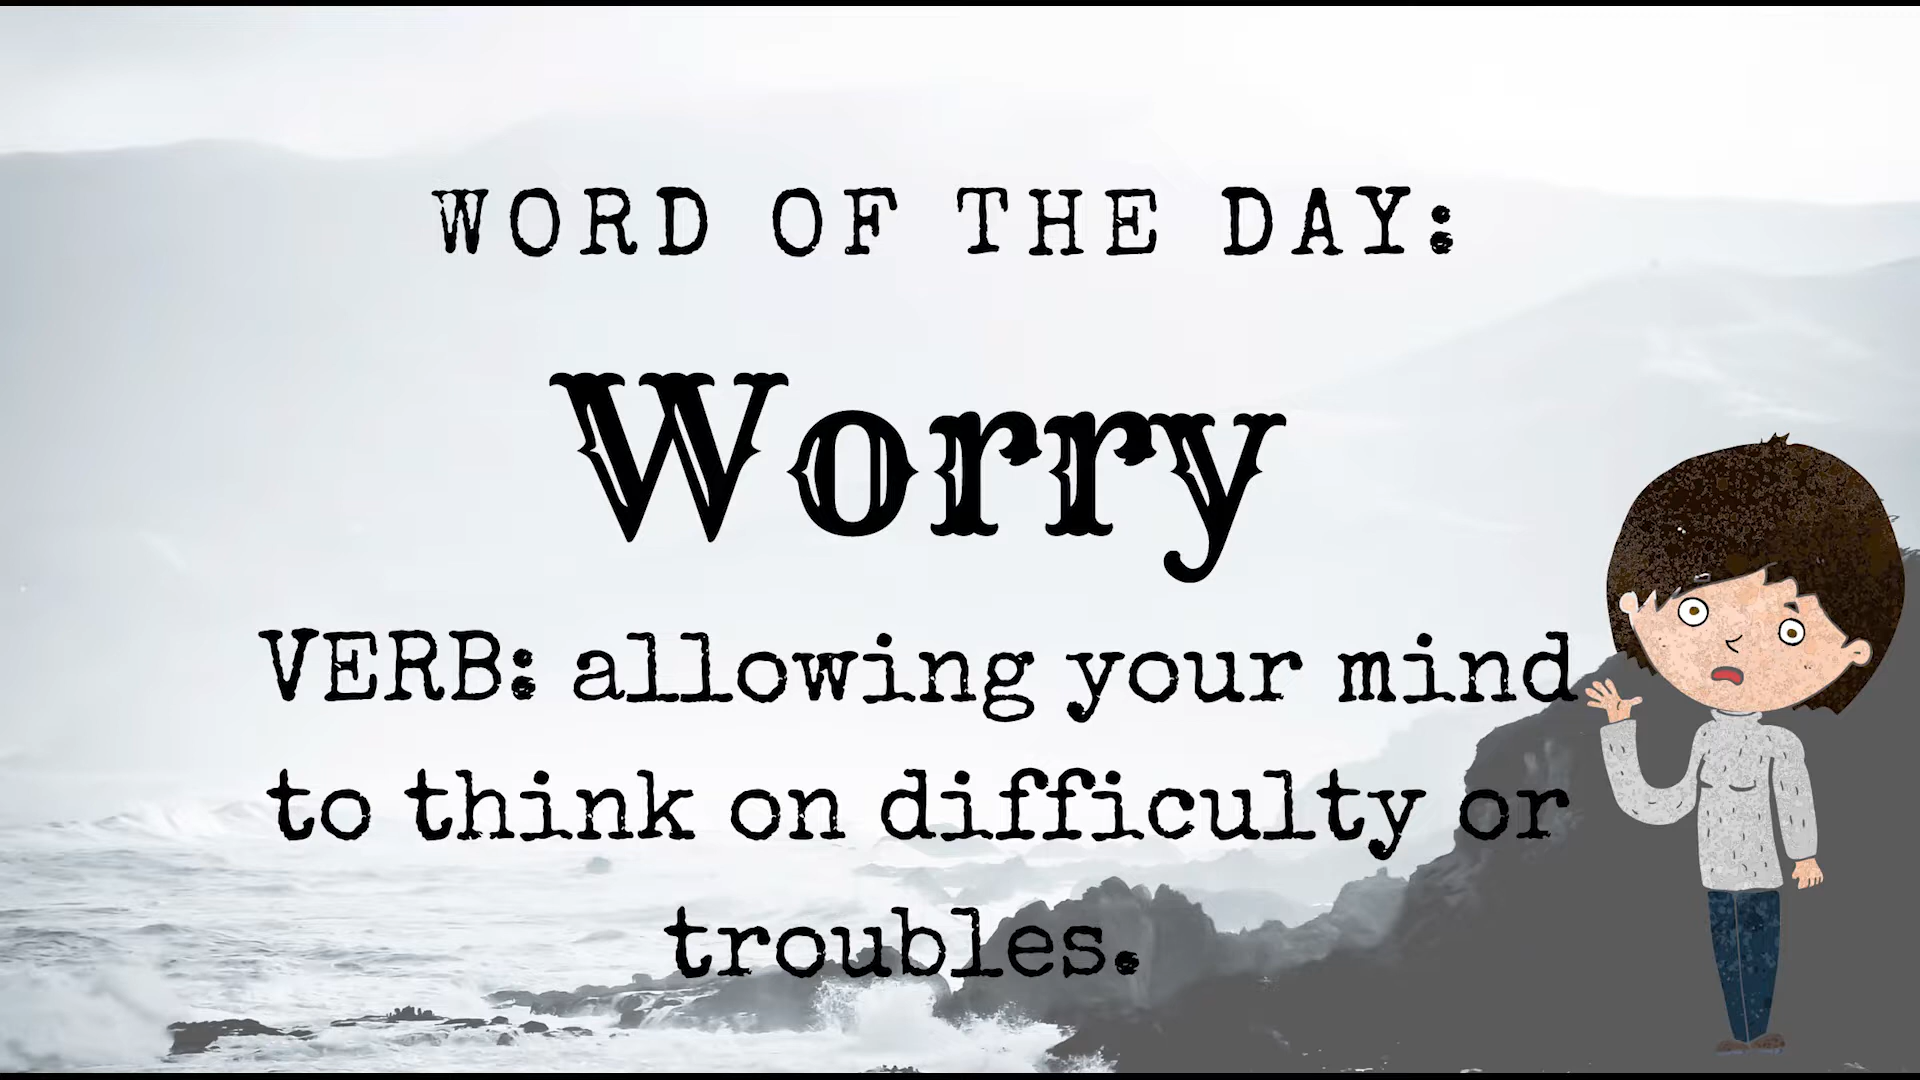 WORD OF THE DAY:
Worry
VERB: allowing your mind
to think on difficulty or
troubles.